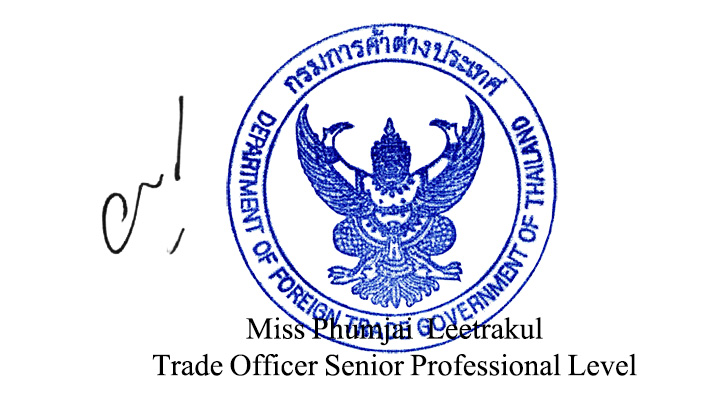 กรมการค้าต่างประเทศ
DEPARTMENT OF FOREIGN TRADE GOVERNMENT OF THAILAND
Miss Phumjai Leetrakul
Trade Officer Senior Professional Level